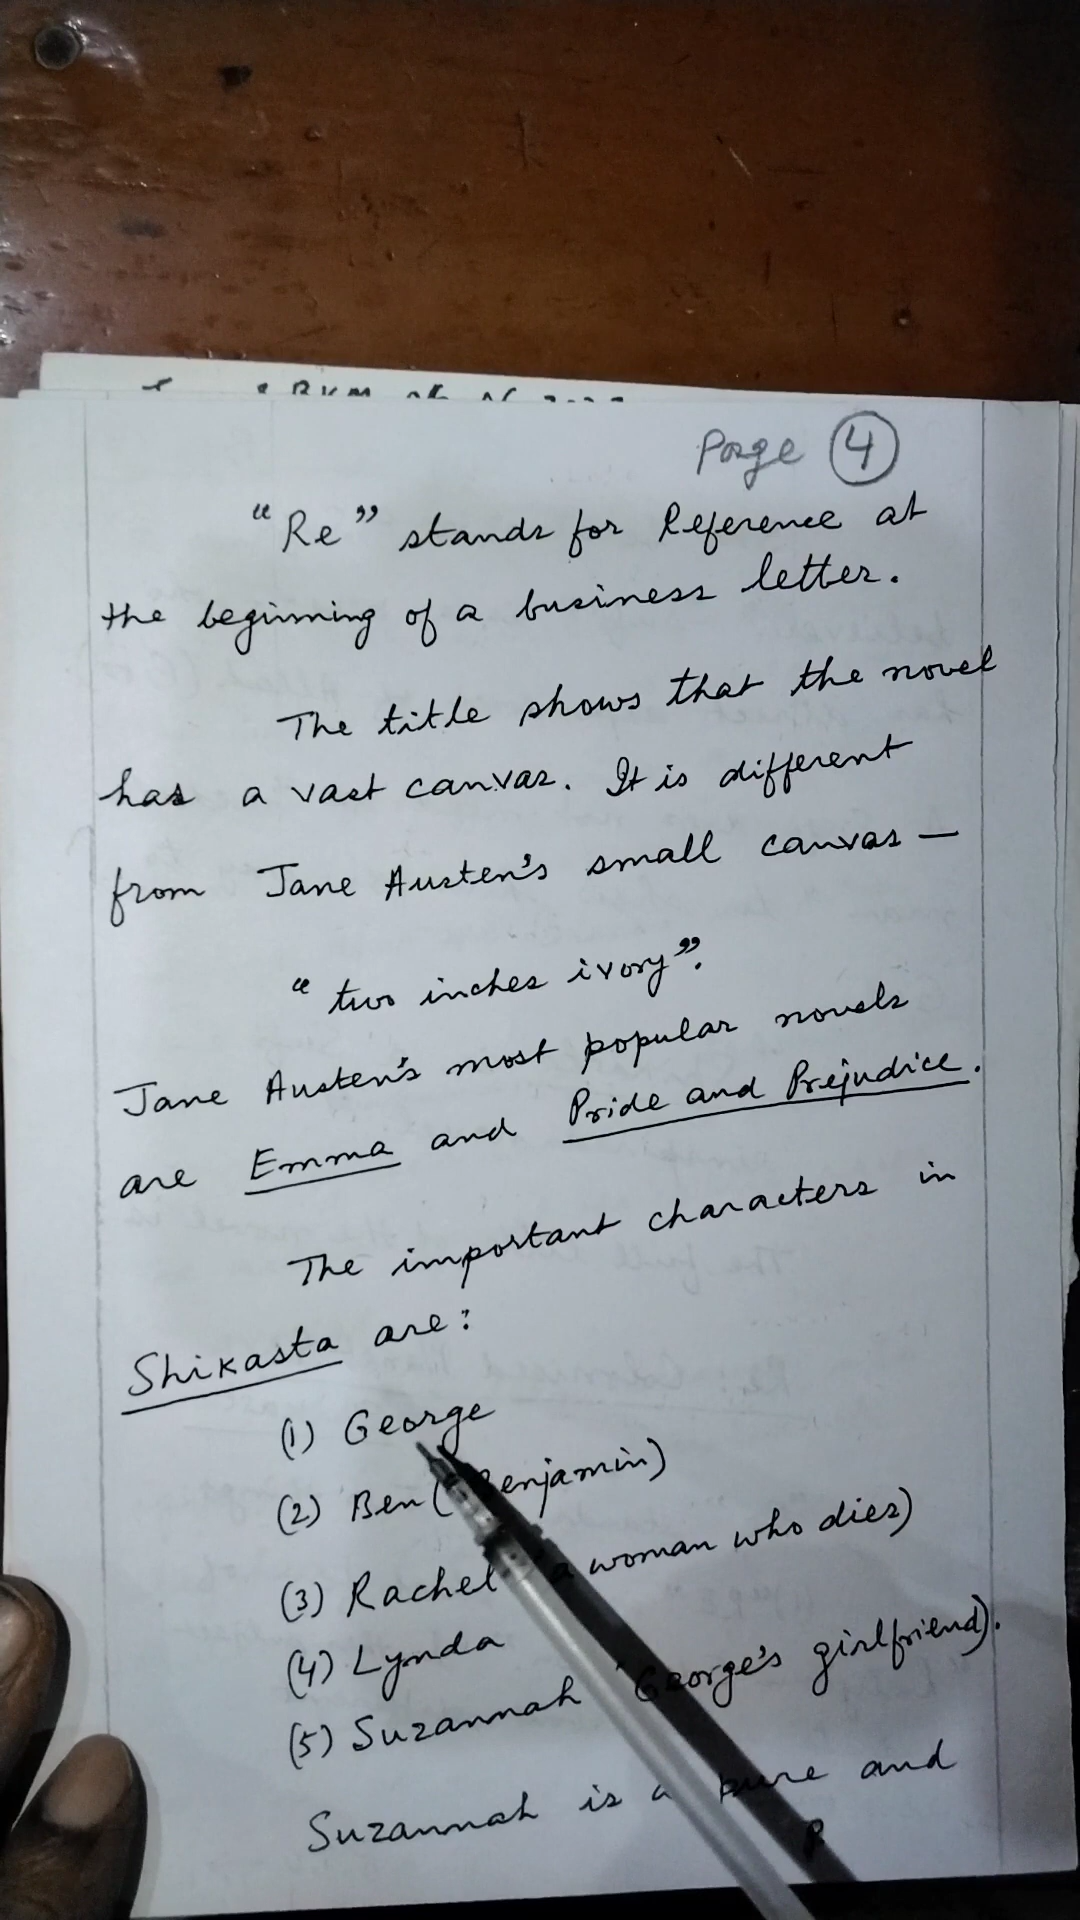 Page 4
"Re" stands for Reference at
the beginning of a business letter.
The title shows that the novel
has a vast canvas. It is different
from Jane Austen's small canvas —
"two inches ivory".
Jane Austen's most popular novels
are Emma and Pride and Prejudice.
The important characters in
Shikasta are:
(1) George
(2) Ben (Benjamin)
(3) Rachel (a woman who dies)
(4) Lynda
(5) Suzannah (George's girlfriend).
Suzannah is a pure and